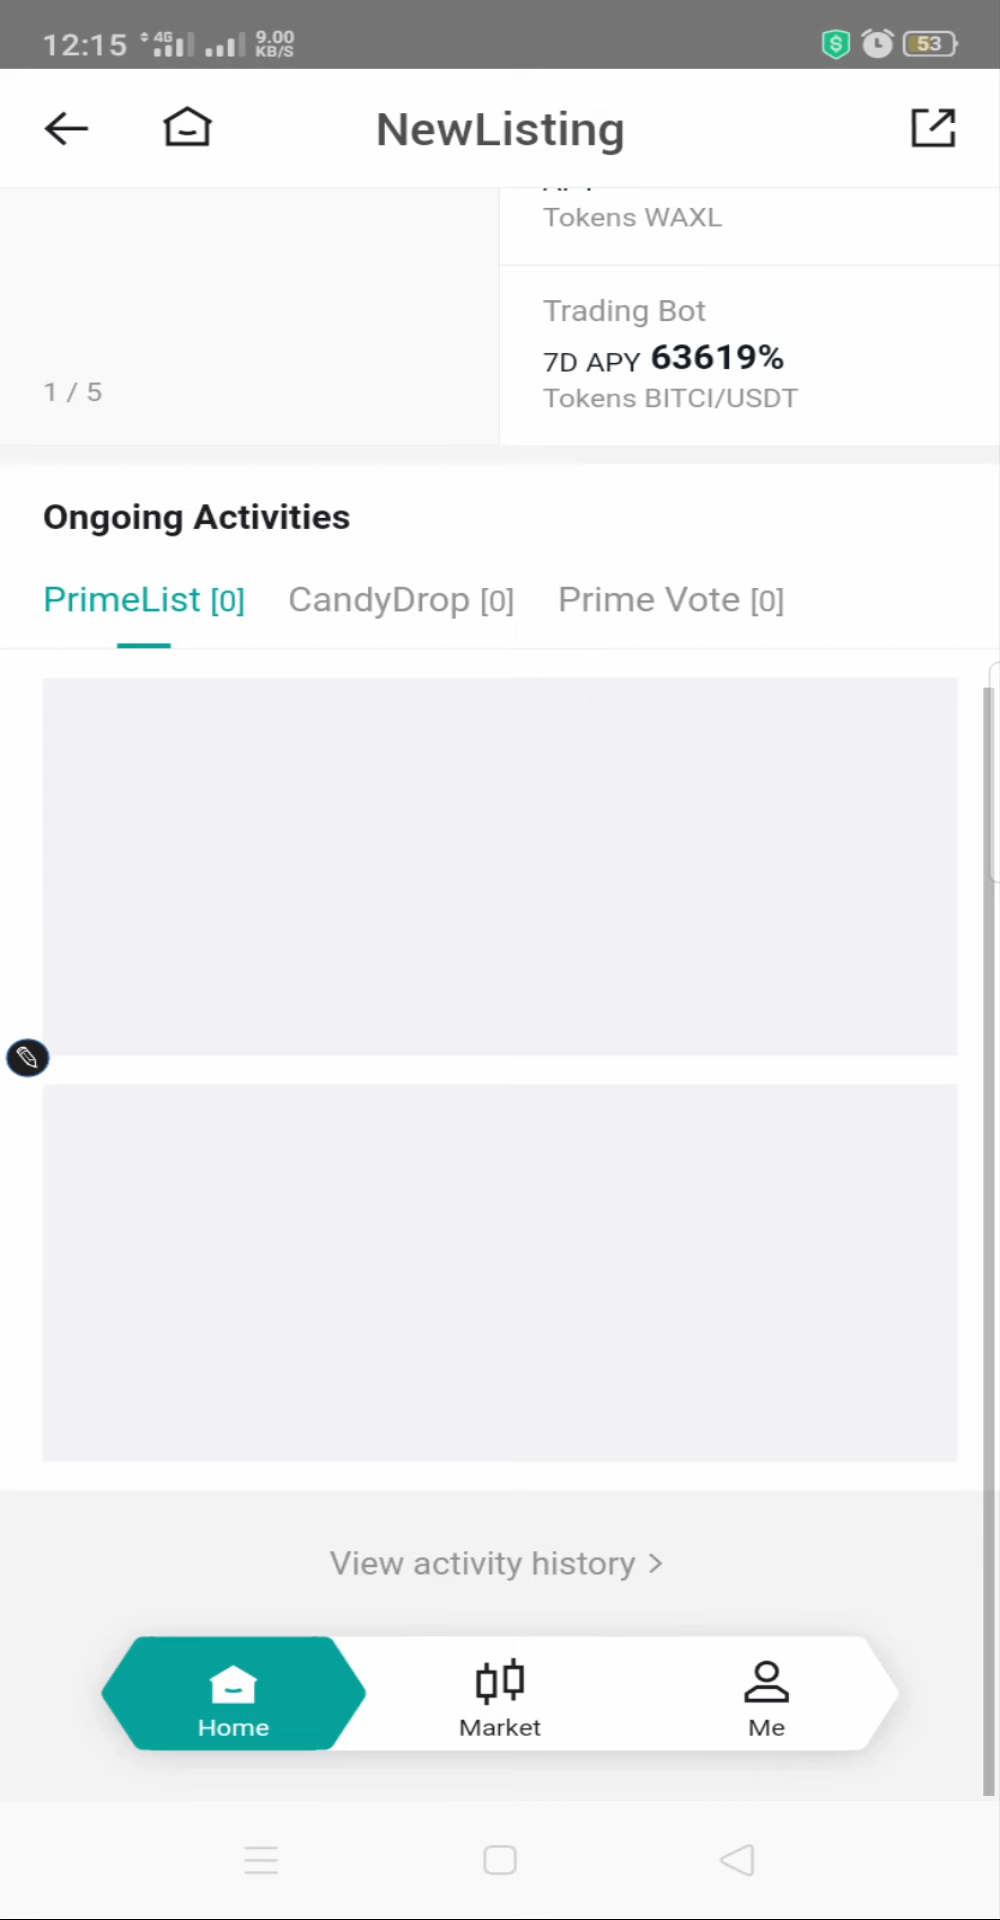 12:15 4G 9.00 KB/S 53
NewListing
Tokens WAXL
Trading Bot
7D APY 63619%
Tokens BITCI/USDT
1 / 5
Ongoing Activities
PrimeList [0] CandyDrop [0] Prime Vote [0]
View activity history >
Home Market Me